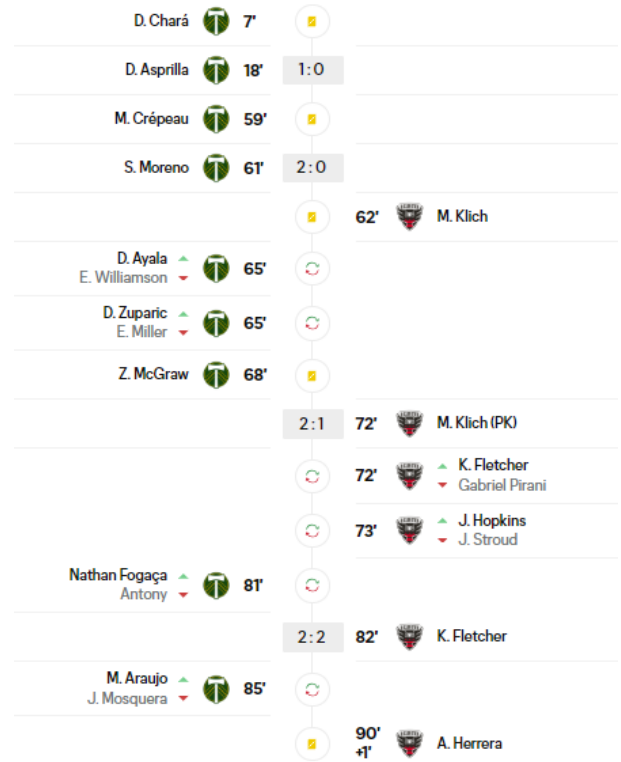 D. Chará 7'
D. Asprilla 18' 1:0
M. Crépeau 59'
S. Moreno 61' 2:0
62' M. Klich
D. Ayala
E. Williamson 65'
D. Zuparic
E. Miller 65'
Z. McGraw 68'
2:1 72' M. Klich (PK)
72' K. Fletcher
Gabriel Pirani
73' J. Hopkins
J. Stroud
Nathan Fogaça
Antony 81'
2:2 82' K. Fletcher
M. Araujo
J. Mosquera 85'
90'
+1' A. Herrera